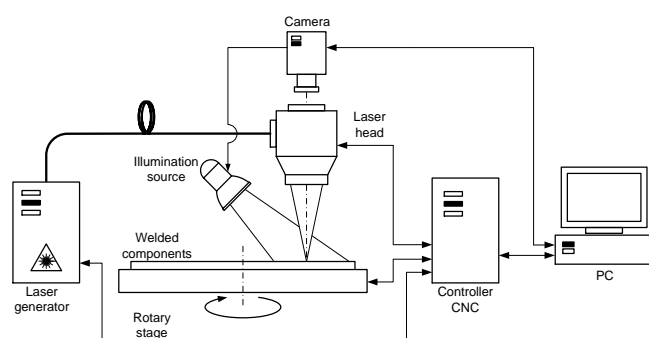 Camera
Laser
head
Illumination
source
Welded
components
Laser
generator
Rotary
stage
Controller
CNC
PC